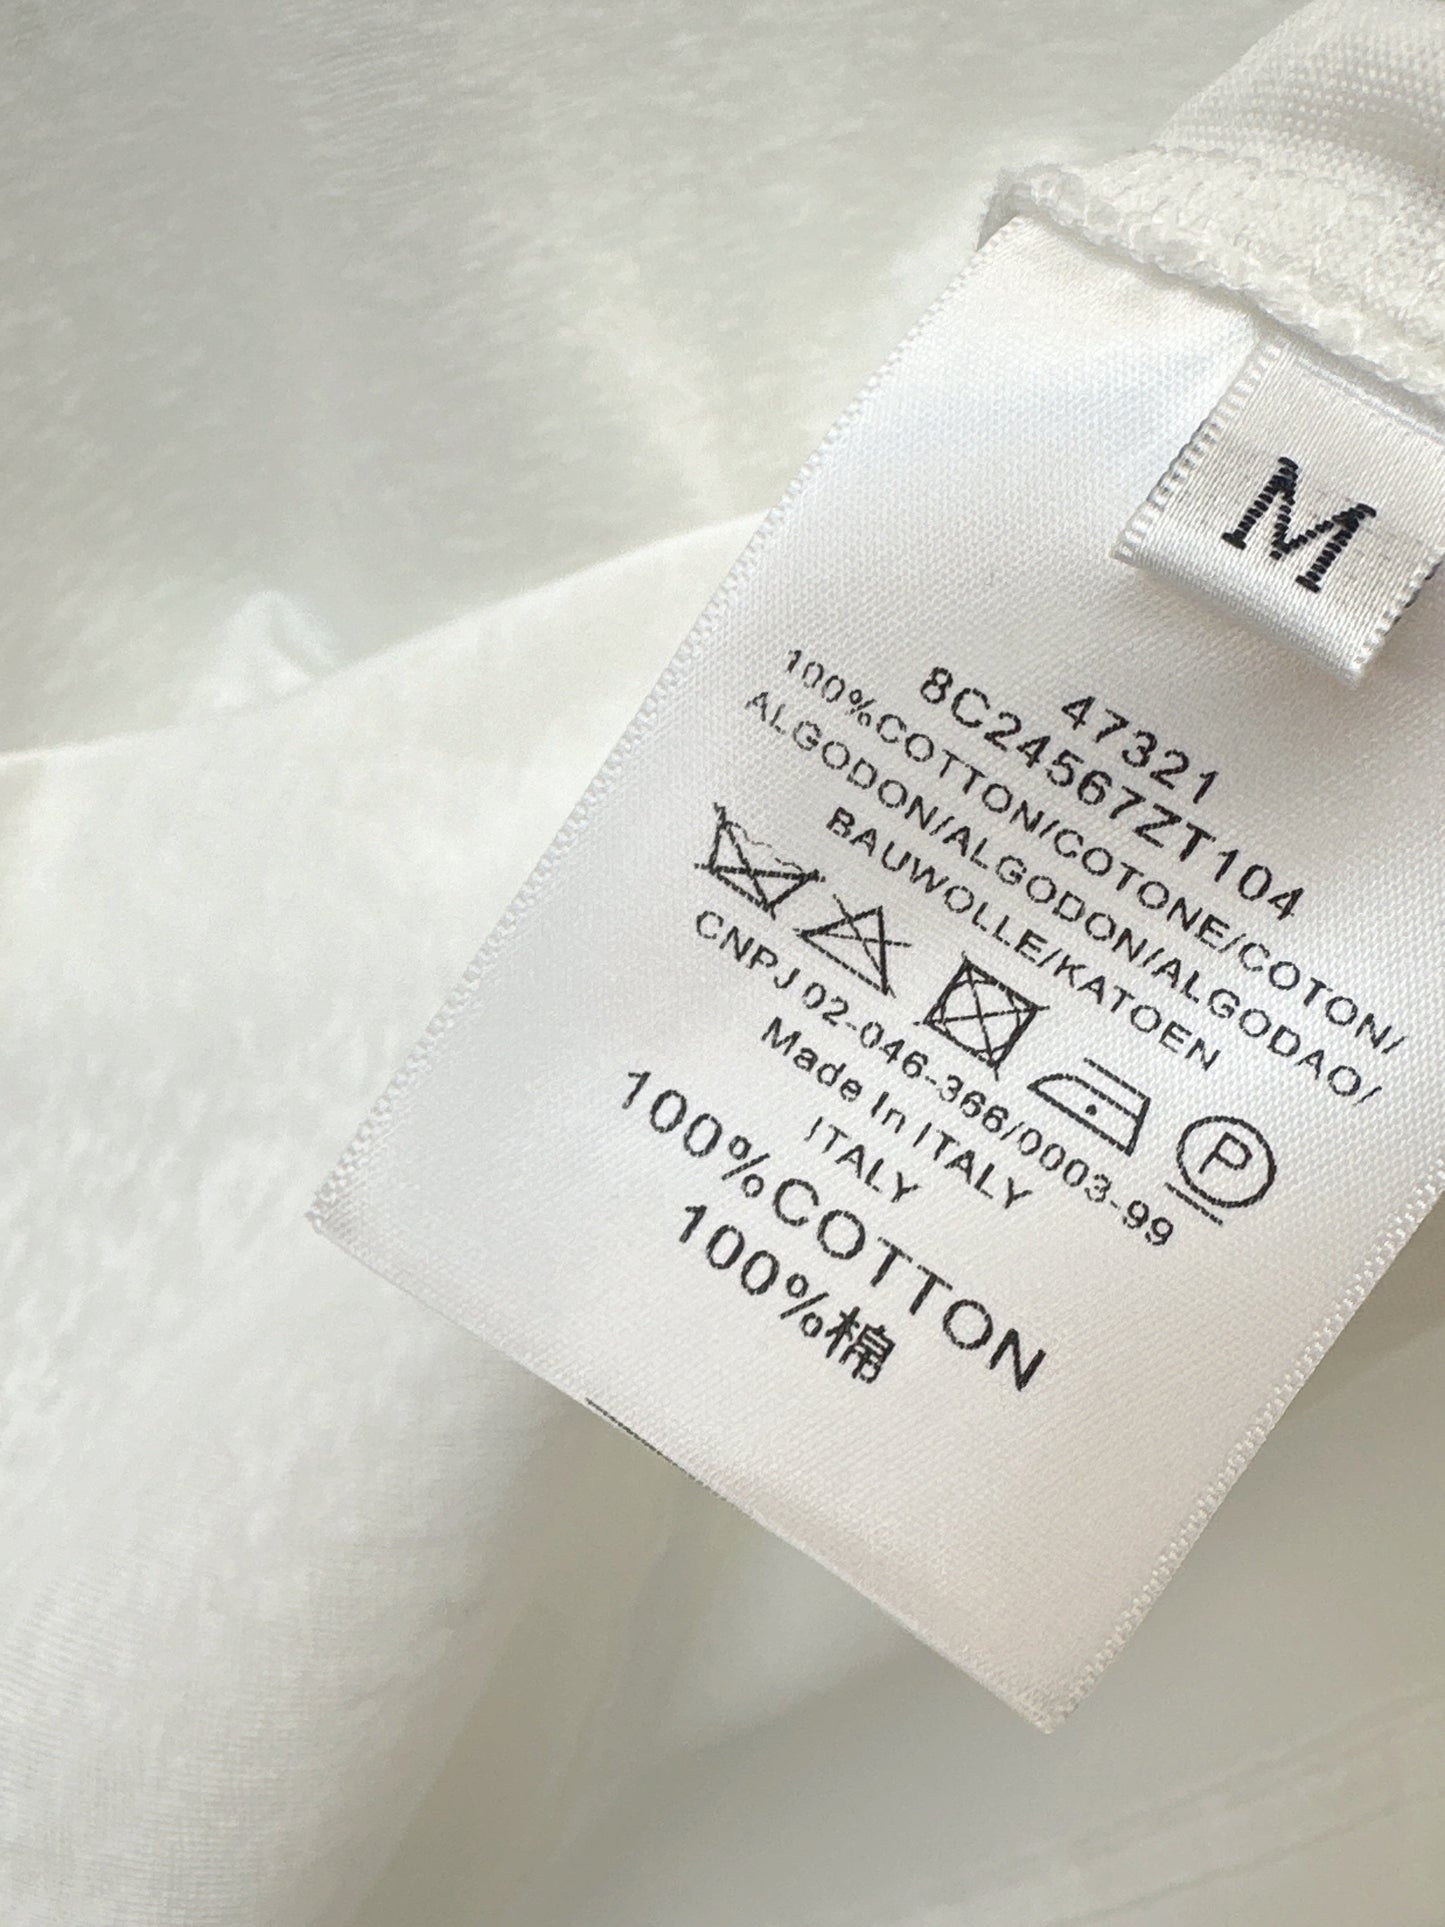 M
47321
8C24567ZT104
100%COTTON/COTONE/COTON/
ALGODON/ALGODON/ALGODAO/
BAUWOLLE/KATOEN
P
CNPJ 02-046-366/0003-99
Made In ITALY
ITALY
100%COTTON
100%棉